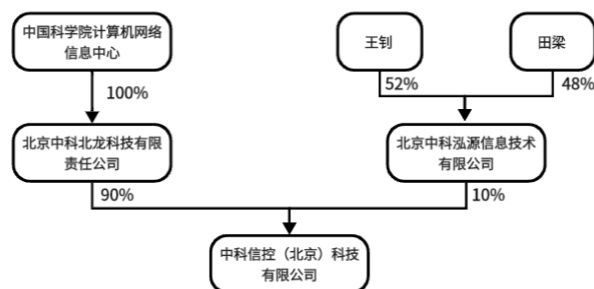 中国科学院计算机网络
信息中心
王钊
田梁
100%
52%
48%
北京中科北龙科技有限
责任公司
北京中科泓源信息技术
有限公司
90%
10%
中科信控（北京）科技
有限公司